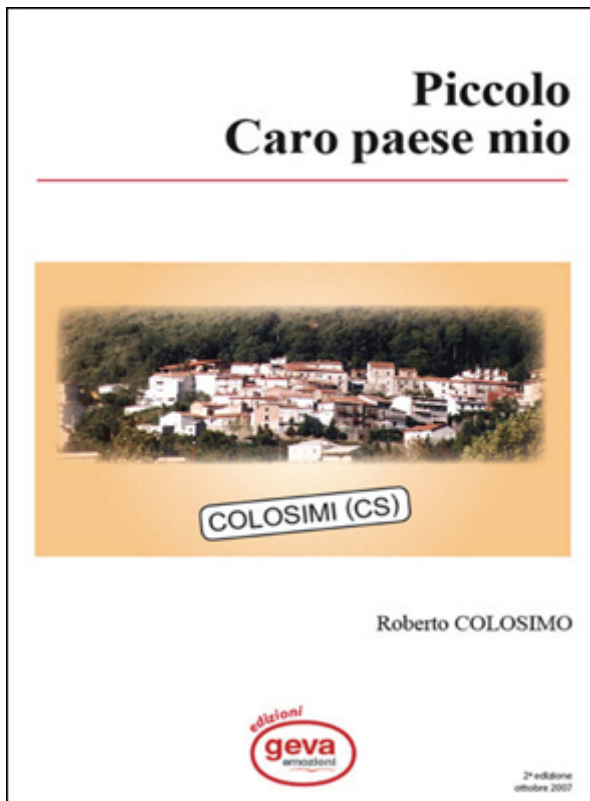 Piccolo
Caro paese mio
COLOSIMI (CS)
Roberto COLOSIMO
edizioni
geva
emozioni
2ª edizione
ottobre 2007